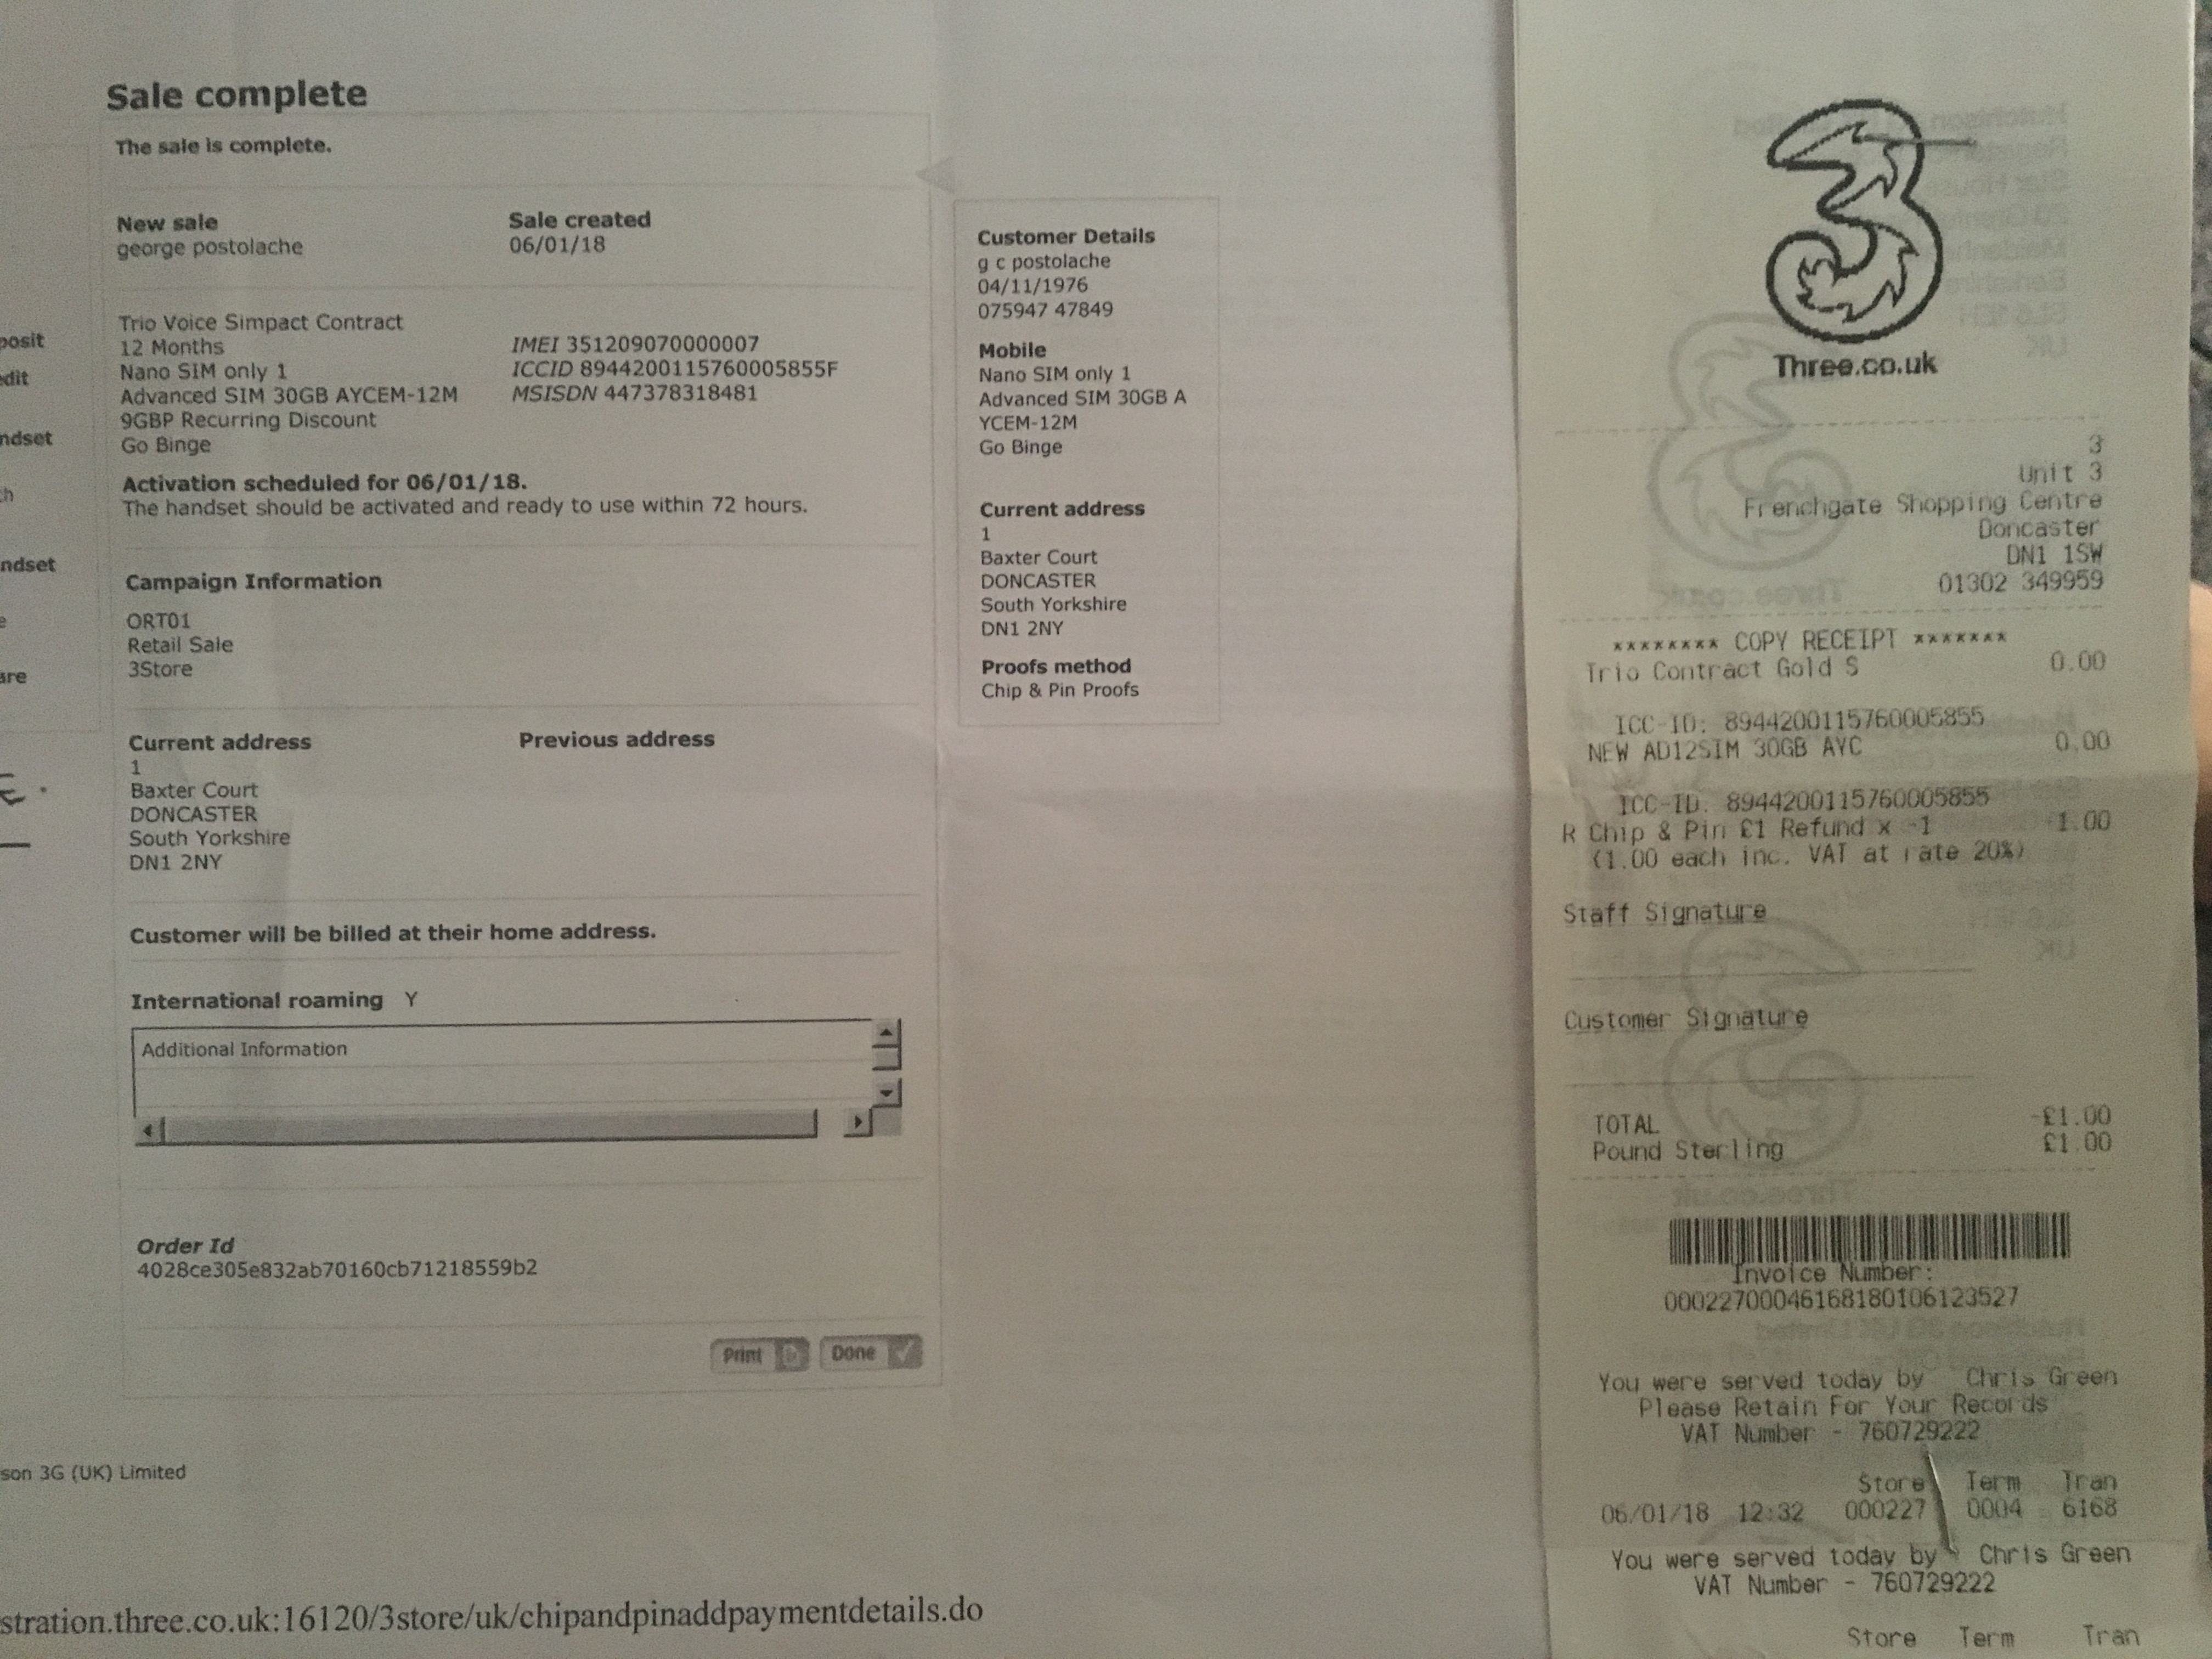 Sale complete
The sale is complete.
New sale
george postolache
Sale created
06/01/18
Trio Voice Simpact Contract
12 Months
Nano SIM only 1
Advanced SIM 30GB AYCEM-12M
9GBP Recurring Discount
Go Binge
IMEI 351209070000007
ICCID 8944200115760005855F
MSISDN 447378318481
Activation scheduled for 06/01/18.
The handset should be activated and ready to use within 72 hours.
Campaign Information
ORT01
Retail Sale
3Store
Current address
1
Baxter Court
DONCASTER
South Yorkshire
DN1 2NY
Previous address
Customer will be billed at their home address.
International roaming Y
Additional Information
Order Id
4028ce305e832ab70160cb71218559b2
Print
Done
son 3G (UK) Limited
stration.three.co.uk:16120/3store/uk/chipandpinaddpaymentdetails.do
posit
dit
ndset
ndset
are
Customer Details
g c postolache
04/11/1976
075947 47849
Mobile
Nano SIM only 1
Advanced SIM 30GB A
YCEM-12M
Go Binge
Current address
1
Baxter Court
DONCASTER
South Yorkshire
DN1 2NY
Proofs method
Chip & Pin Proofs
Three.co.uk
3
Unit 3
Frenchgate Shopping Centre
Doncaster
DN1 1SW
01302 349959
******** COPY RECEIPT *******
Trio Contract Gold S 0.00
ICC-ID: 8944200115760005855
NEW AD12SIM 30GB AYC 0.00
ICC-ID: 8944200115760005855
R Chip & Pin £1 Refund x -1 -1.00
(1.00 each inc. VAT at rate 20%)
Staff Signature
Customer Signature
TOTAL -£1.00
Pound Sterling £1.00
Invoice Number:
000227000461681801061235​27
You were served today by Chris Green
Please Retain For Your Records
VAT Number - 760729222
Store Term Tran
06/01/18 12:32 000227 0004 6168
You were served today by Chris Green
VAT Number - 760729222
Store Term Tran